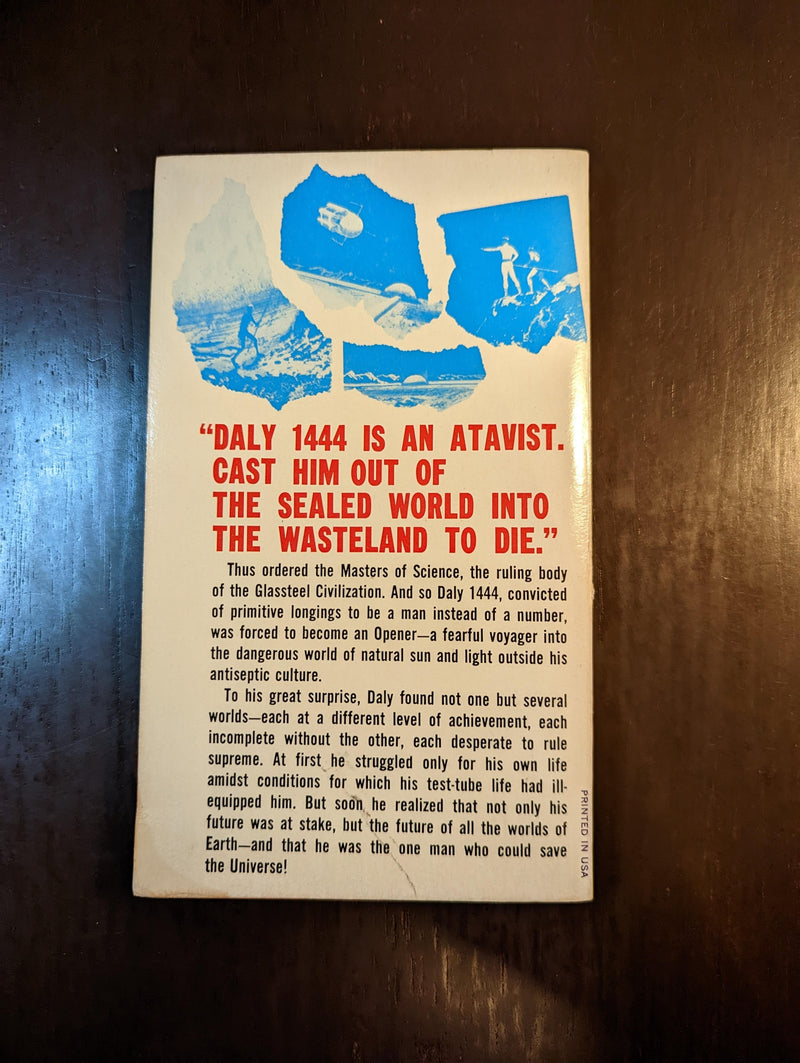 “DALY 1444 IS AN ATAVIST.
CAST HIM OUT OF
THE SEALED WORLD INTO
THE WASTELAND TO DIE.”
Thus ordered the Masters of Science, the ruling body
of the Glassteel Civilization. And so Daly 1444, convicted
of primitive longings to be a man instead of a number,
was forced to become an Opener—a fearful voyager into
the dangerous world of natural sun and light outside his
antiseptic culture.
To his great surprise, Daly found not one but several
worlds—each at a different level of achievement, each
incomplete without the other, each desperate to rule
supreme. At first he struggled only for his own life
amidst conditions for which his test-tube life had ill-
equipped him. But soon he realized that not only his
future was at stake, but the future of all the worlds of
Earth—and that he was the one man who could save
the Universe!
PRINTED IN USA